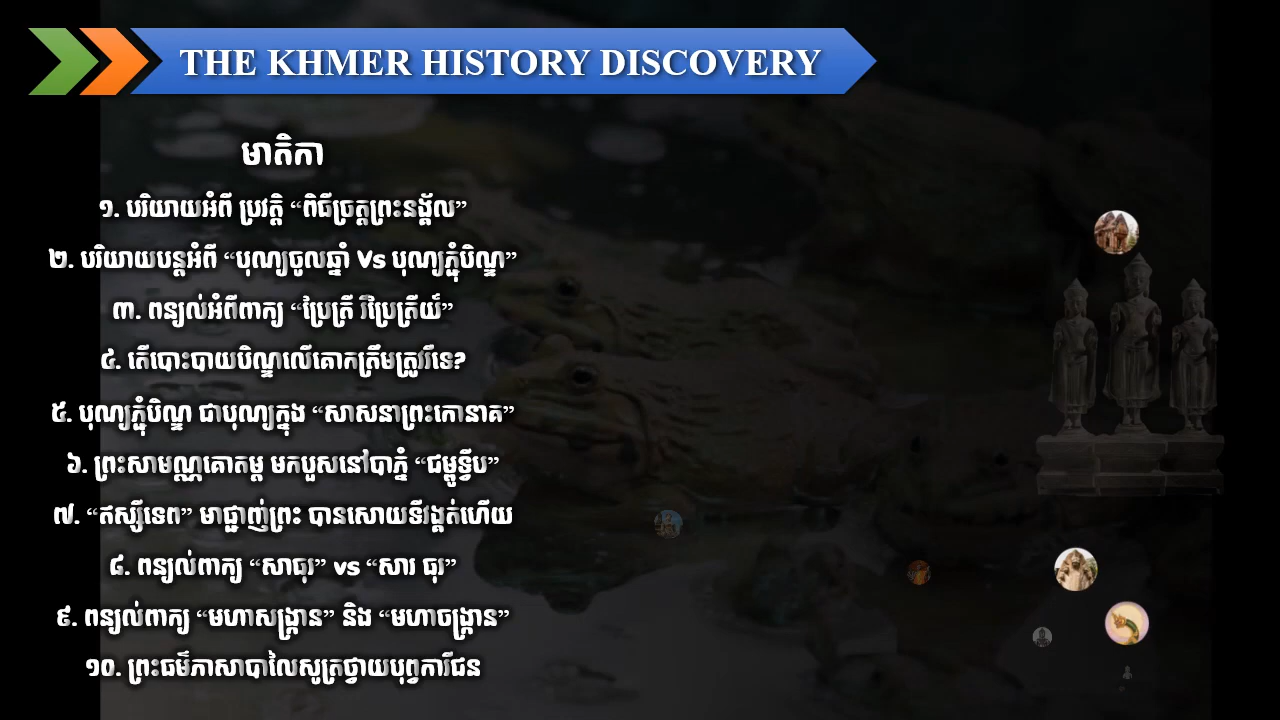 THE KHMER HISTORY DISCOVERY
មាតិកា
១. បរិយាយអំពី ប្រវត្តិ “ពិធីច្រត្តព្រះនង្គ័ល”
២. បរិយាយបន្តអំពី “បុណ្យចូលឆ្នាំ Vs បុណ្យភ្ជុំបិណ្ឌ”
៣. ពន្យល់អំពីពាក្យ “ប្រៃត្រី រឺប្រៃត្រីយ៍”
៤. តើបោះបាយបិណ្ឌលើគោកត្រឹមត្រូវរឺទេ?
៥. បុណ្យភ្ជុំបិណ្ឌ ជាបុណ្យក្នុង “សាសនាព្រះកោនាគ”
៦. ព្រះសាមណ្ណគោតម្ត មកបួសនៅបាភ្នំ “ជម្ពូទ្វីប”
៧. “ឥស្សីទេព” មាផ្ចាញ់ព្រះ បានសោយទីវង្គត់ហើយ
៨. ពន្យល់ពាក្យ “សាធុរ” vs “សារ ធុរ”
៩. ពន្យល់ពាក្យ “មហាសង្ក្រាន” និង “មហាចង្ក្រាន”
១០. ព្រះធម៌ភាសាបាលៃសូត្រថ្វាយបុព្វការីជន